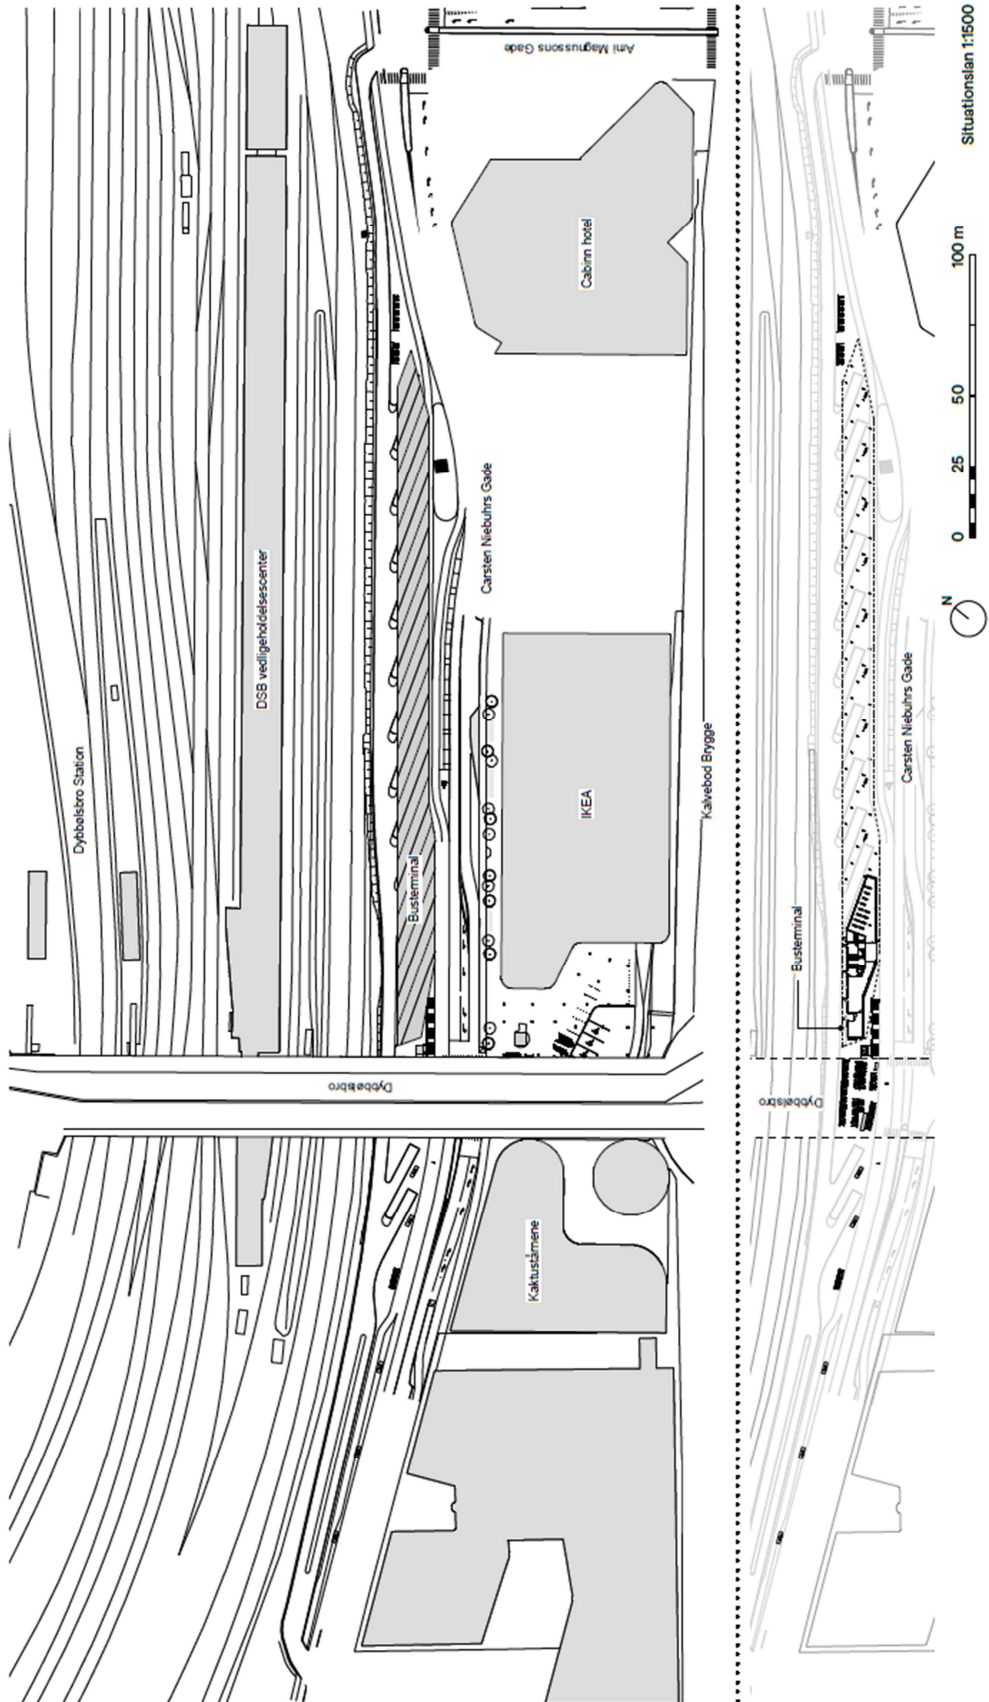 Dybbølsbro Station
DSB vedligeholdelsescenter
Busterminal
Carsten Niebuhrs Gade
Arni Magnussons Gade
Cabinn hotel
IKEA
Kalvebod Brygge
Dybbølsbro
Kaktustårnene
Busterminal
Dybbølsbro
Carsten Niebuhrs Gade
N
0 25 50 100 m
Situationslan 1:1500